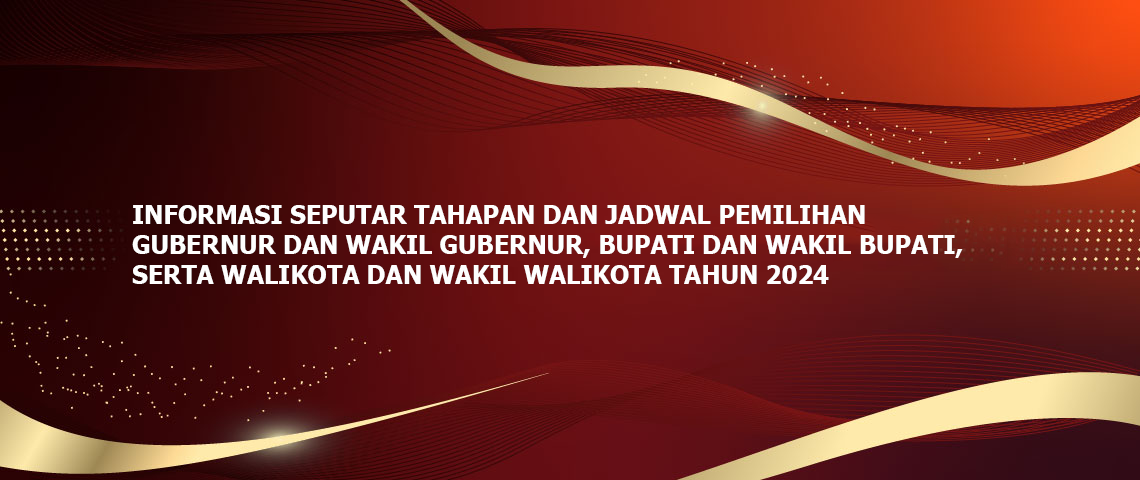 INFORMASI SEPUTAR TAHAPAN DAN JADWAL PEMILIHAN
GUBERNUR DAN WAKIL GUBERNUR, BUPATI DAN WAKIL BUPATI,
SERTA WALIKOTA DAN WAKIL WALIKOTA TAHUN 2024